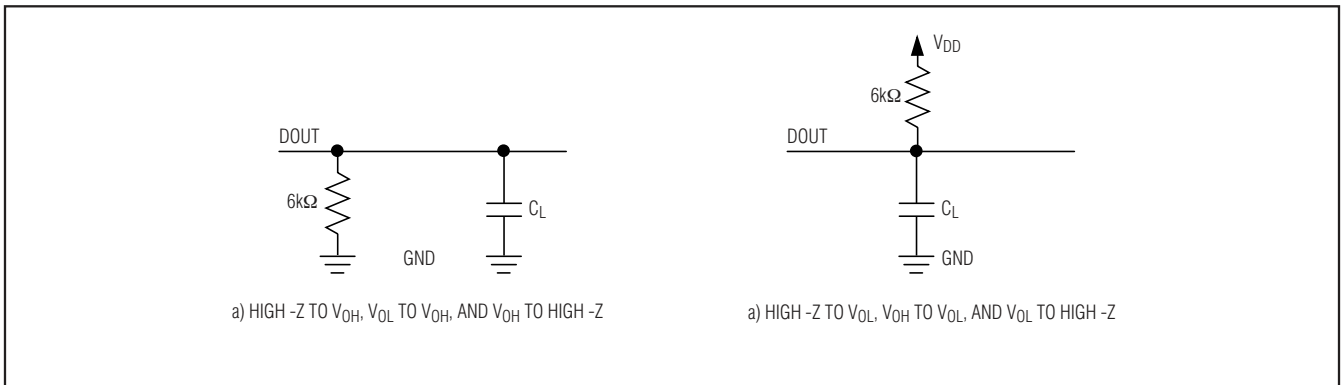 DOUT
6kΩ
GND
C_L
a) HIGH -Z TO V_OH, V_OL TO V_OH, AND V_OH TO HIGH -Z
V_DD
6kΩ
DOUT
C_L
GND
a) HIGH -Z TO V_OL, V_OH TO V_OL, AND V_OL TO HIGH -Z